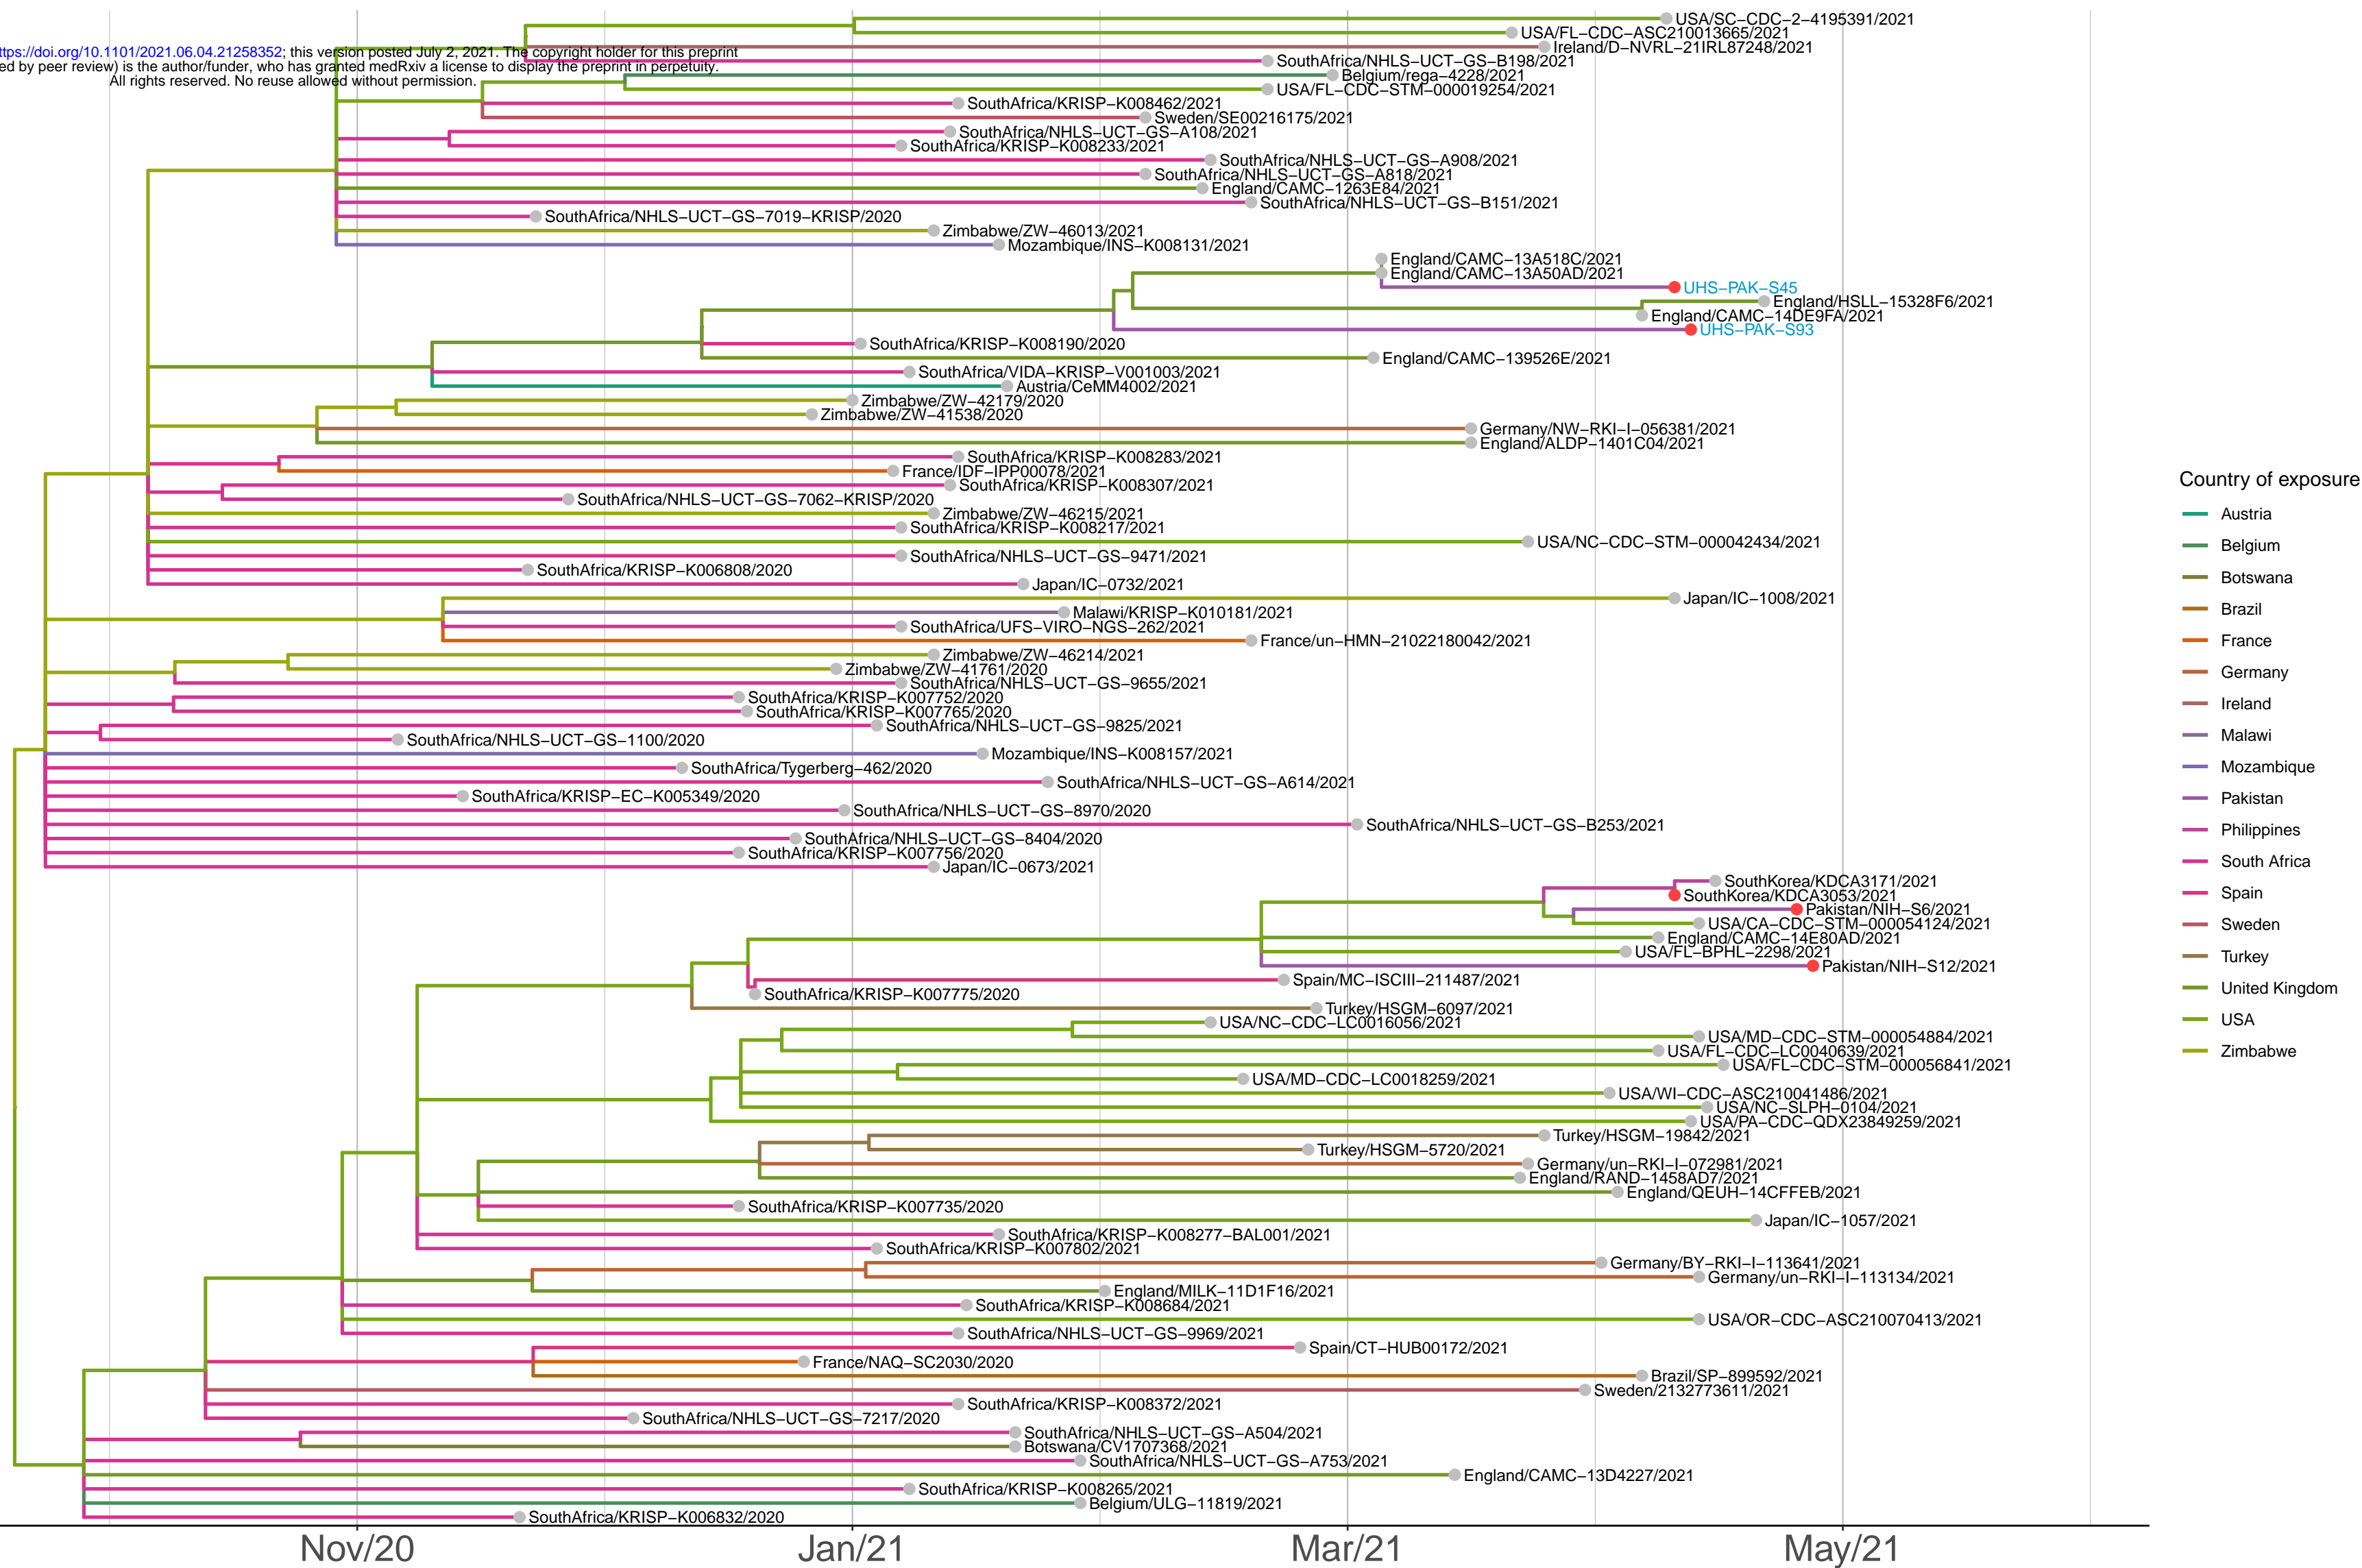 USA/SC−CDC−2−4195391/2021
USA/FL−CDC−ASC210013665/2021
Ireland/D−NVRL−21IRL87248/2021
ttps://doi.org/10.1101/2021.06.04.21258352; this version posted July 2, 2021. The copyright holder for this preprint
SouthAfrica/NHLS−UCT−GS−B198/2021
ed by peer review) is the author/funder, who has granted medRxiv a license to display the preprint in perpetuity.
Belgium/rega−4228/2021
All rights reserved. No reuse allowed without permission.
USA/FL−CDC−STM−000019254/2021
SouthAfrica/KRISP−K008462/2021
Sweden/SE00216175/2021
SouthAfrica/NHLS−UCT−GS−A108/2021
SouthAfrica/KRISP−K008233/2021
SouthAfrica/NHLS−UCT−GS−A908/2021
SouthAfrica/NHLS−UCT−GS−A818/2021
England/CAMC−1263E84/2021
SouthAfrica/NHLS−UCT−GS−B151/2021
SouthAfrica/NHLS−UCT−GS−7019−KRISP/2020
Zimbabwe/ZW−46013/2021
Mozambique/INS−K008131/2021
England/CAMC−13A518C/2021
England/CAMC−13A50AD/2021
UHS−PAK−S45
England/HSLL−15328F6/2021
England/CAMC−14DE9FA/2021
UHS−PAK−S93
SouthAfrica/KRISP−K008190/2020
England/CAMC−139526E/2021
SouthAfrica/VIDA−KRISP−V001003/2021
Austria/CeMM4002/2021
Zimbabwe/ZW−42179/2020
Zimbabwe/ZW−41538/2020
Germany/NW−RKI−I−056381/2021
England/ALDP−1401C04/2021
SouthAfrica/KRISP−K008283/2021
France/IDF−IPP00078/2021
SouthAfrica/KRISP−K008307/2021
SouthAfrica/NHLS−UCT−GS−7062−KRISP/2020
Zimbabwe/ZW−46215/2021
SouthAfrica/KRISP−K008217/2021
USA/NC−CDC−STM−000042434/2021
SouthAfrica/NHLS−UCT−GS−9471/2021
SouthAfrica/KRISP−K006808/2020
Japan/IC−0732/2021
Japan/IC−1008/2021
Malawi/KRISP−K010181/2021
SouthAfrica/UFS−VIRO−NGS−262/2021
France/un−HMN−21022180042/2021
Zimbabwe/ZW−46214/2021
Zimbabwe/ZW−41761/2020
SouthAfrica/NHLS−UCT−GS−9655/2021
SouthAfrica/KRISP−K007752/2020
SouthAfrica/KRISP−K007765/2020
SouthAfrica/NHLS−UCT−GS−9825/2021
SouthAfrica/NHLS−UCT−GS−1100/2020
Mozambique/INS−K008157/2021
SouthAfrica/Tygerberg−462/2020
SouthAfrica/NHLS−UCT−GS−A614/2021
SouthAfrica/KRISP−EC−K005349/2020
SouthAfrica/NHLS−UCT−GS−8970/2020
SouthAfrica/NHLS−UCT−GS−B253/2021
SouthAfrica/NHLS−UCT−GS−8404/2020
SouthAfrica/KRISP−K007756/2020
Japan/IC−0673/2021
SouthKorea/KDCA3171/2021
SouthKorea/KDCA3053/2021
Pakistan/NIH−S6/2021
USA/CA−CDC−STM−000054124/2021
England/CAMC−14E80AD/2021
USA/FL−BPHL−2298/2021
Pakistan/NIH−S12/2021
Spain/MC−ISCIII−211487/2021
SouthAfrica/KRISP−K007775/2020
Turkey/HSGM−6097/2021
USA/NC−CDC−LC0016056/2021
USA/MD−CDC−STM−000054884/2021
USA/FL−CDC−LC0040639/2021
USA/FL−CDC−STM−000056841/2021
USA/MD−CDC−LC0018259/2021
USA/WI−CDC−ASC210041486/2021
USA/NC−SLPH−0104/2021
USA/PA−CDC−QDX23849259/2021
Turkey/HSGM−19842/2021
Turkey/HSGM−5720/2021
Germany/un−RKI−I−072981/2021
England/RAND−1458AD7/2021
England/QEUH−14CFFEB/2021
SouthAfrica/KRISP−K007735/2020
Japan/IC−1057/2021
SouthAfrica/KRISP−K008277−BAL001/2021
SouthAfrica/KRISP−K007802/2021
Germany/BY−RKI−I−113641/2021
Germany/un−RKI−I−113134/2021
England/MILK−11D1F16/2021
SouthAfrica/KRISP−K008684/2021
USA/OR−CDC−ASC210070413/2021
SouthAfrica/NHLS−UCT−GS−9969/2021
Spain/CT−HUB00172/2021
France/NAQ−SC2030/2020
Brazil/SP−899592/2021
Sweden/2132773611/2021
SouthAfrica/KRISP−K008372/2021
SouthAfrica/NHLS−UCT−GS−7217/2020
SouthAfrica/NHLS−UCT−GS−A504/2021
Botswana/CV1707368/2021
SouthAfrica/NHLS−UCT−GS−A753/2021
England/CAMC−13D4227/2021
SouthAfrica/KRISP−K008265/2021
Belgium/ULG−11819/2021
SouthAfrica/KRISP−K006832/2020
Nov/20
Jan/21
Mar/21
May/21
Country of exposure
Austria
Belgium
Botswana
Brazil
France
Germany
Ireland
Malawi
Mozambique
Pakistan
Philippines
South Africa
Spain
Sweden
Turkey
United Kingdom
USA
Zimbabwe